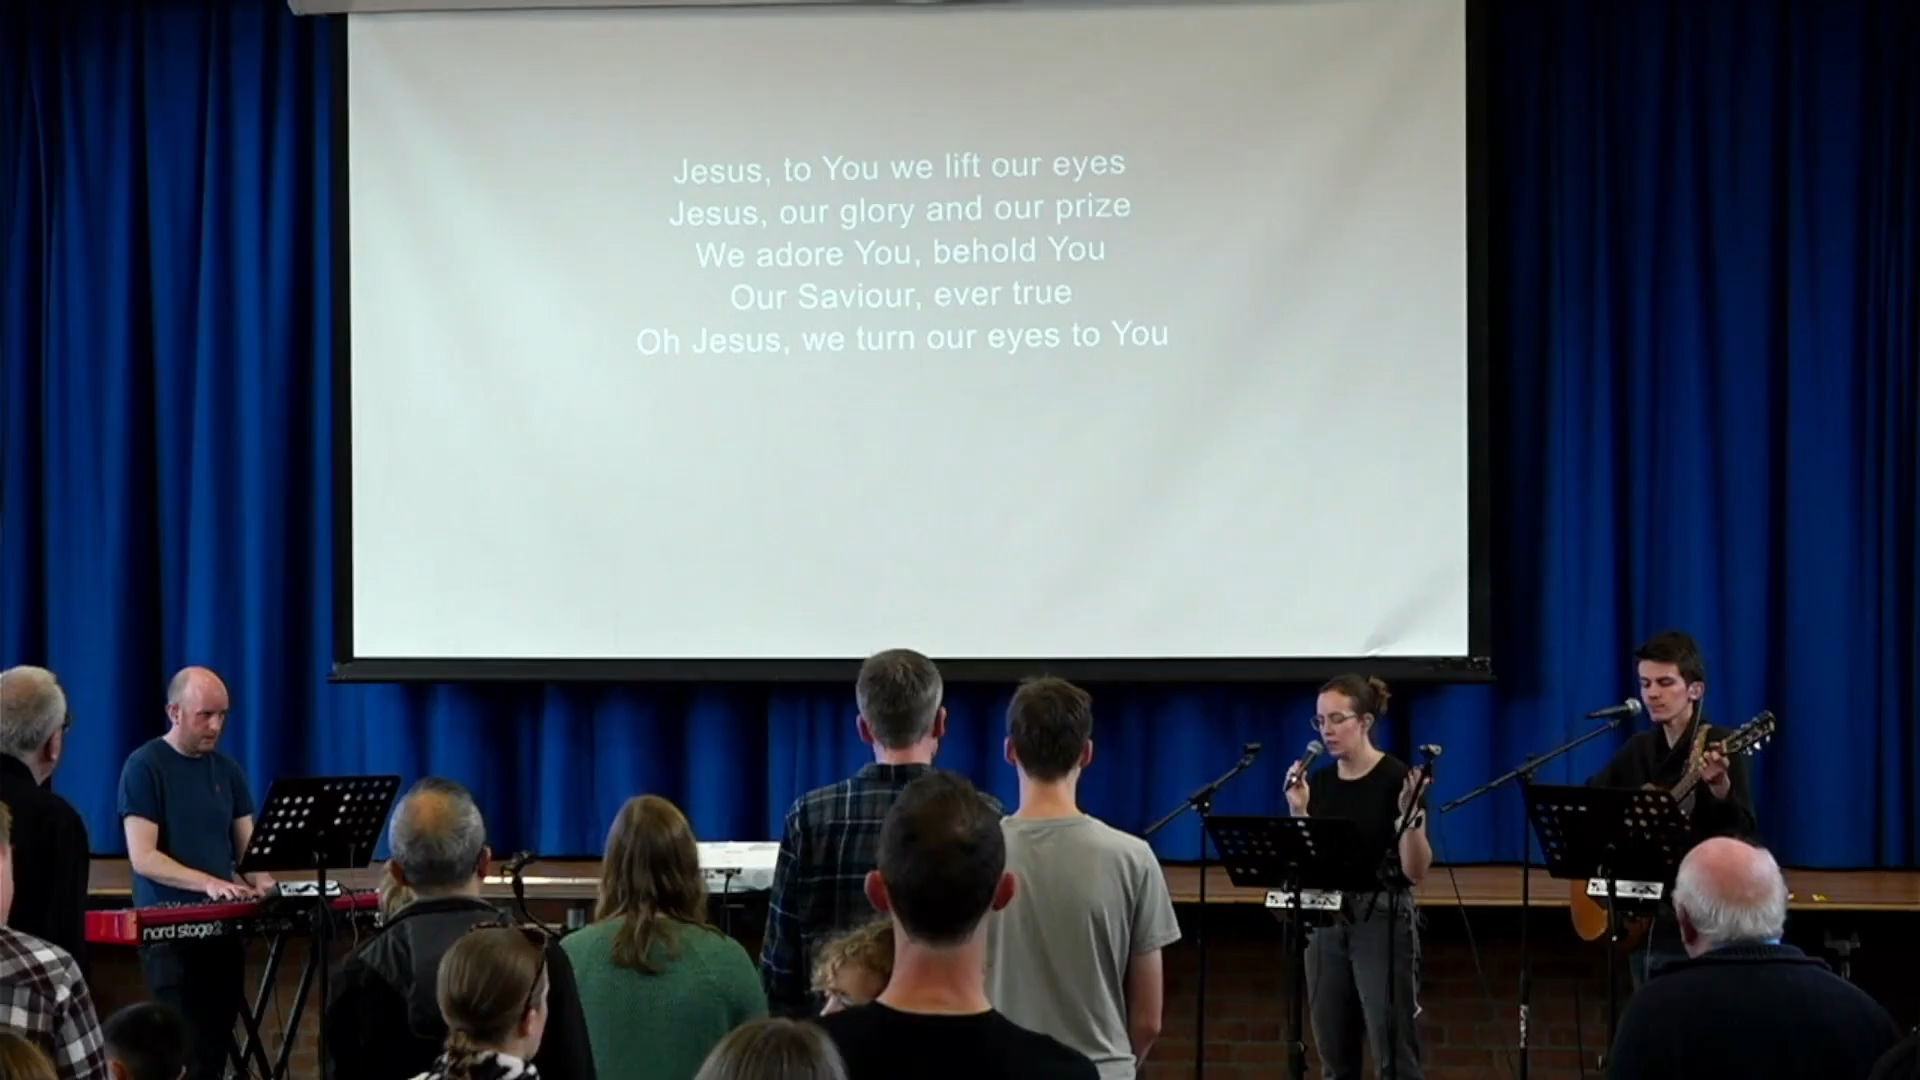 Jesus, to You we lift our eyes
Jesus, our glory and our prize
We adore You, behold You
Our Saviour, ever true
Oh Jesus, we turn our eyes to You
nord stage 2